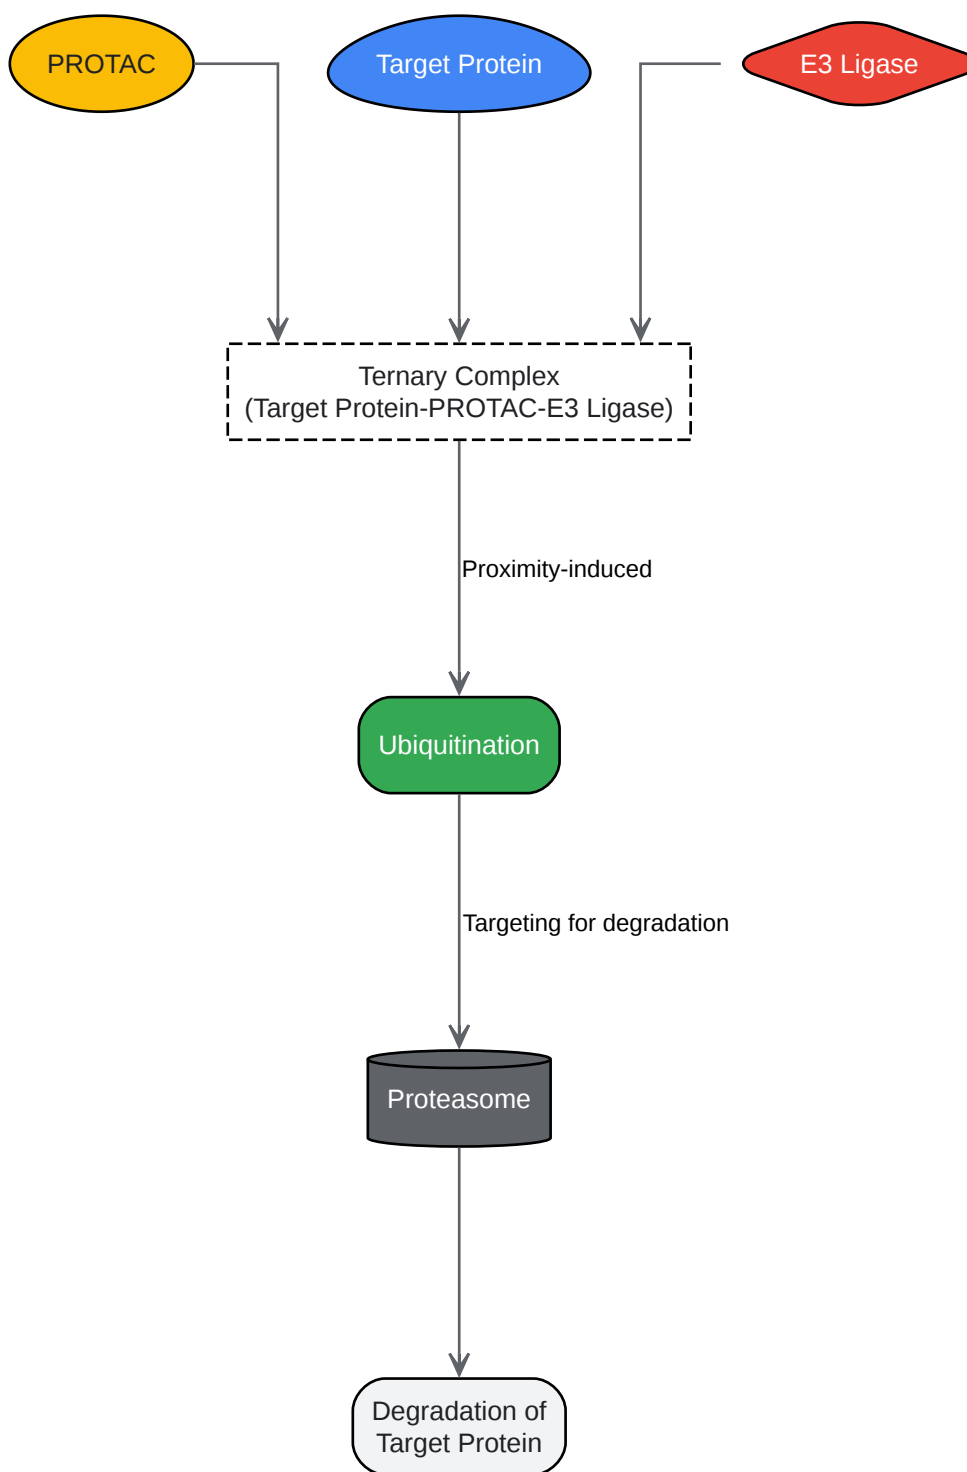 PROTAC
Target Protein
E3 Ligase
Ternary Complex
(Target Protein-PROTAC-E3 Ligase)
Proximity-induced
Ubiquitination
Targeting for degradation
Proteasome
Degradation of
Target Protein